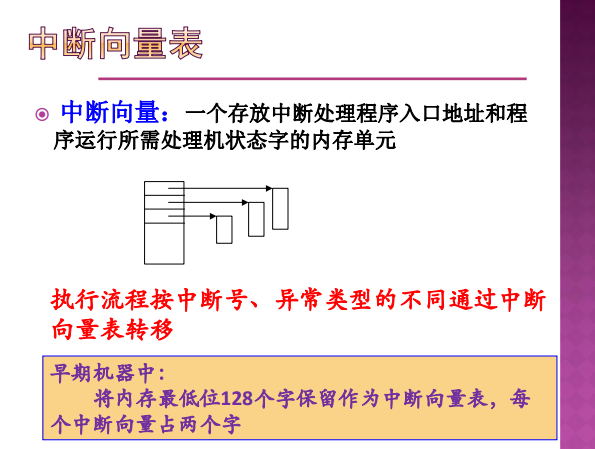 中断向量表
中断向量：一个存放中断处理程序入口地址和程
序运行所需处理机状态字的内存单元
执行流程按中断号、异常类型的不同通过中断
向量表转移
早期机器中：
将内存最低位128个字保留作为中断向量表，每
个中断向量占两个字